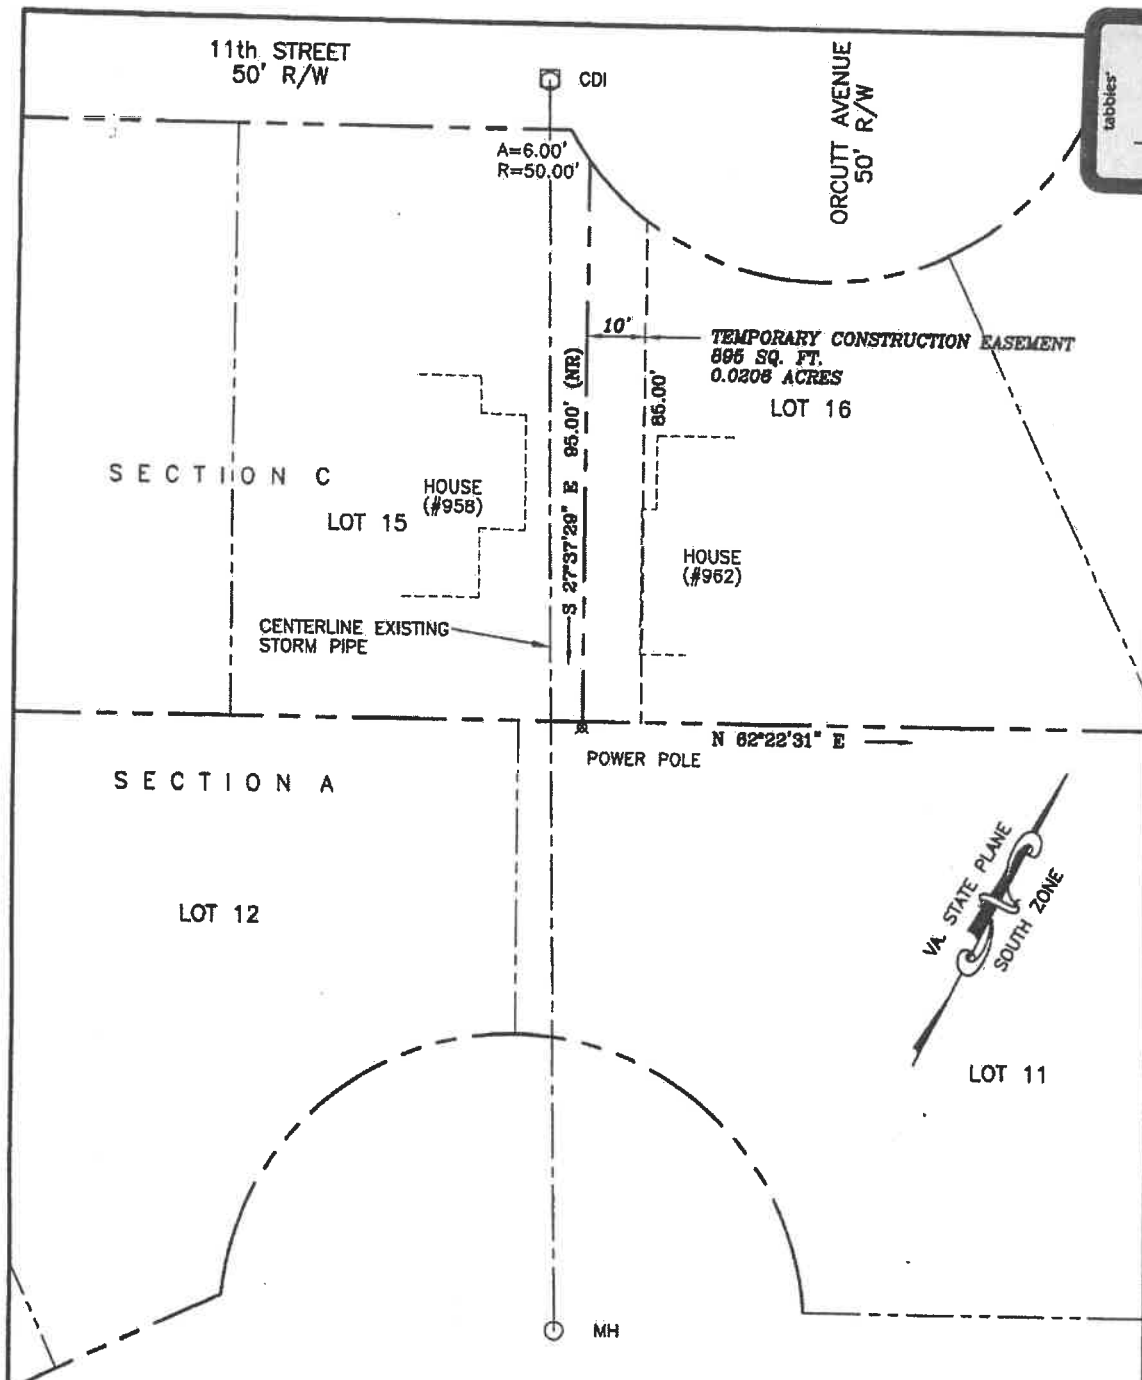 11th STREET
50' R/W
CDI
ORCUTT AVENUE
50' R/W
tabbies'
A=6.00'
R=50.00'
10'
TEMPORARY CONSTRUCTION EASEMENT
895 SQ. FT.
0.0206 ACRES
LOT 16
S 27°37'29" E 95.00' (NR)
85.00'
SECTION C
LOT 15
HOUSE
(#958)
HOUSE
(#962)
CENTERLINE EXISTING
STORM PIPE
N 62°22'31" E
POWER POLE
SECTION A
LOT 12
VA. STATE PLANE
SOUTH ZONE
LOT 11
MH